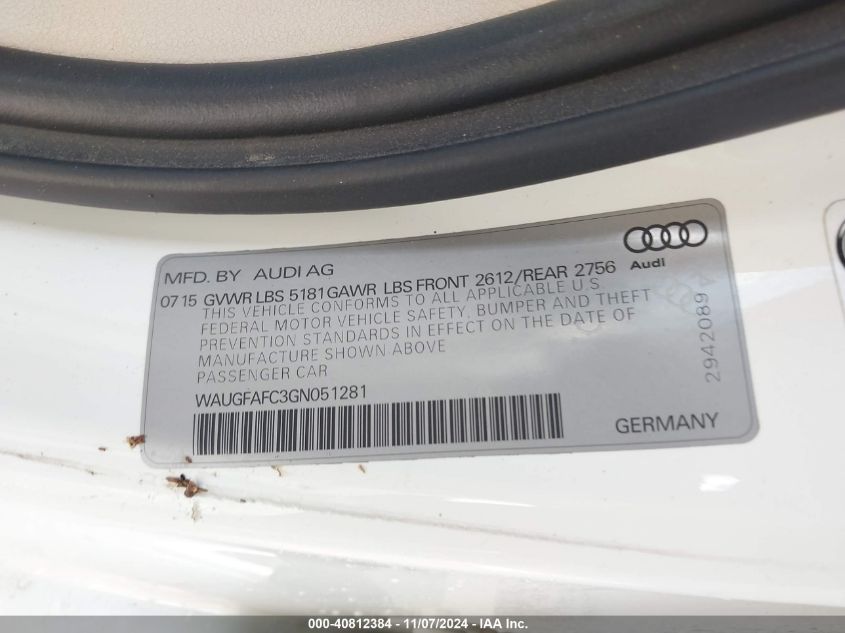 MFD. BY AUDI AG
Audi
07 15 GVWR LBS 5181 GAWR LBS FRONT 2612/REAR 2756
THIS VEHICLE CONFORMS TO ALL APPLICABLE U.S.
FEDERAL MOTOR VEHICLE SAFETY, BUMPER AND THEFT
PREVENTION STANDARDS IN EFFECT ON THE DATE OF
MANUFACTURE SHOWN ABOVE
PASSENGER CAR
WAUGFAFC3GN051281
GERMANY
2942089
000-40812384 - 11/07/2024 - IAA Inc.